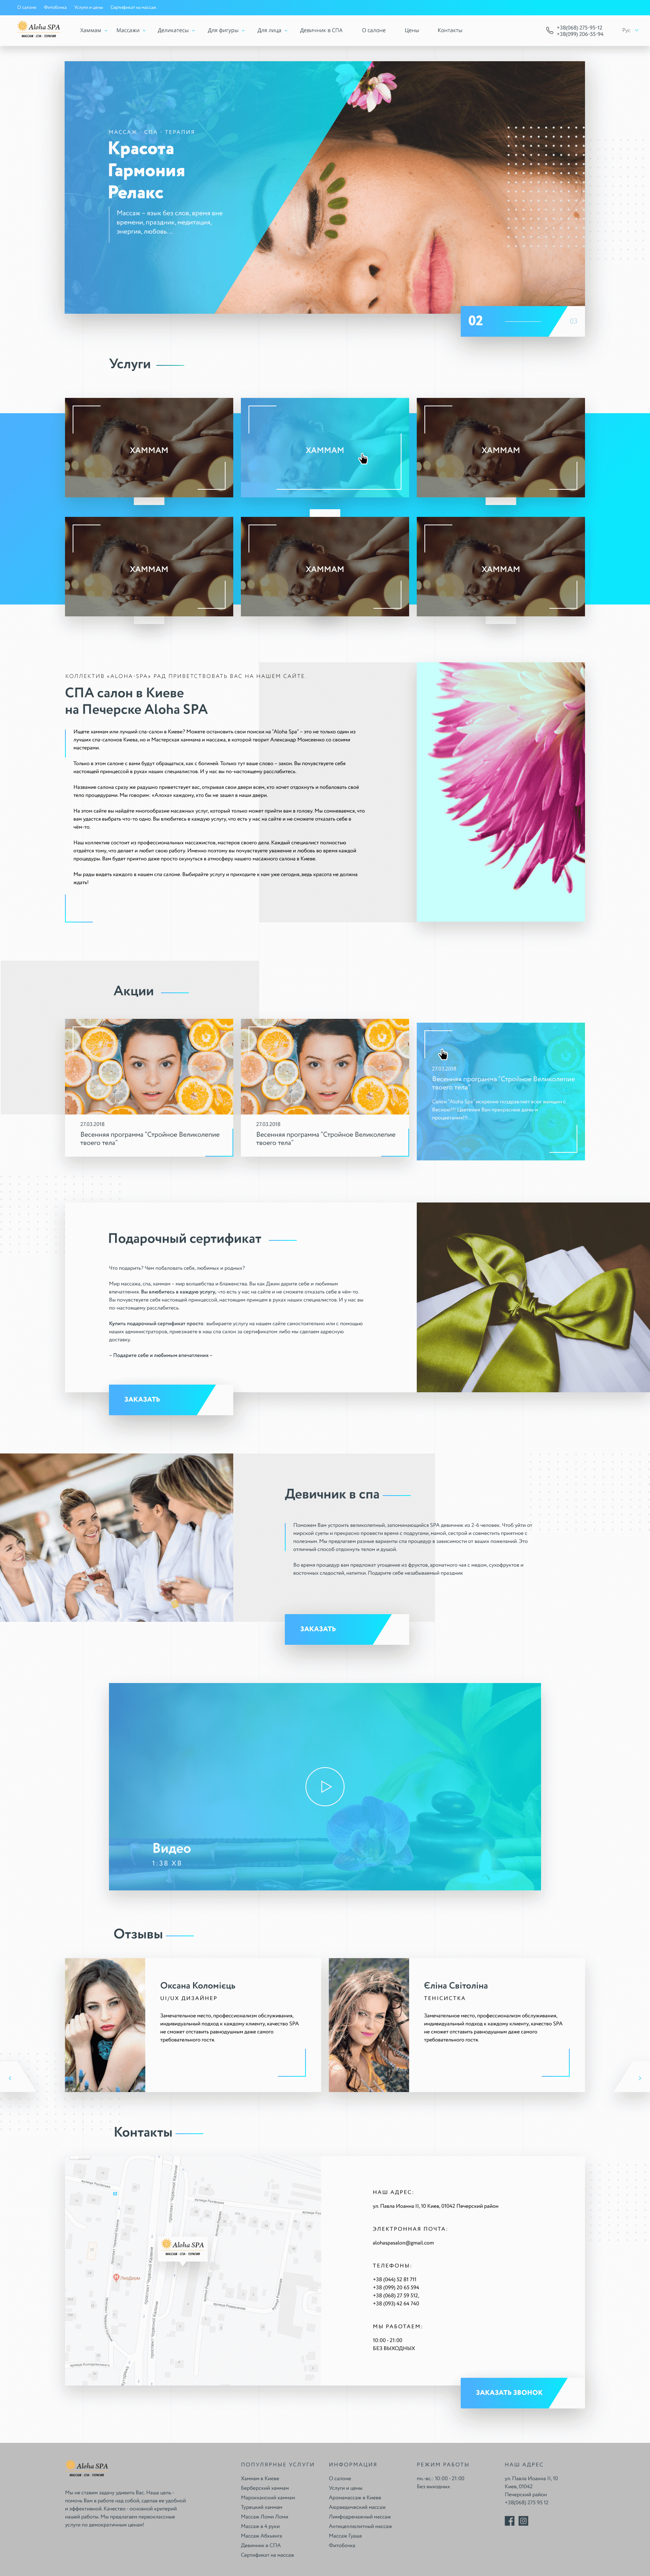 О салоне Фитобочка Услуги и цены Сертификат на массаж
Aloha SPA
МАССАЖ · СПА · ТЕРАПИЯ
Хаммам Массажи Деликатесы Для фигуры Для лица Девичник в СПА О салоне Цены Контакты
+38(068) 275-95-12
+38(099) 206-55-94
Рус
МАССАЖ · СПА · ТЕРАПИЯ
Красота
Гармония
Релакс
Массаж – язык без слов, время вне
времени, праздник, медитация,
энергия, любовь...
02
03
Услуги
ХАММАМ
ХАММАМ
ХАММАМ
ХАММАМ
ХАММАМ
ХАММАМ
КОЛЛЕКТИВ «ALOHA-SPA» РАД ПРИВЕТСТВОВАТЬ ВАС НА НАШЕМ САЙТЕ.
СПА салон в Киеве
на Печерске Aloha SPA
Ищете хаммам или лучший спа-салон в Киеве? Можете остановить свои поиски на "Aloha Spa" – это не только один из
лучших спа-салонов Киева, но и Мастерская хаммама и массажа, в которой творит Александр Моисеенко со своими
мастерами.
Только в этом салоне с вами будут обращаться, как с богиней. Только тут ваше слово – закон. Вы почувствуете себя
настоящей принцессой в руках наших специалистов. И у нас вы по-настоящему расслабитесь.
Название салона сразу же радушно приветствует вас, открывая свои двери всем, кто хочет отдохнуть и побаловать своё
тело процедурами. Мы говорим: «Алоха» каждому, кто бы не зашел в наши двери.
На этом сайте вы найдёте многообразие масажных услуг, который только может прийти вам в голову. Мы сомневаемся, что
вам удастся выбрать что-то одно. Вы влюбитесь в каждую услугу, что есть у нас на сайте и не сможете отказать себе в
чём-то.
Наш коллектив состоит из профессиональных массажистов, мастеров своего дела. Каждый специалист полностью
отдаётся тому, что делает и любит свою работу. Именно поэтому вы почувствуете уважение и любовь во время каждой
процедуры. Вам будет приятно даже просто окунуться в атмосферу нашего масажного салона в Киеве.
Мы рады видеть каждого в нашем спа салоне. Выбирайте услугу и приходите к нам уже сегодня, ведь красота не должна
ждать!
Акции
27.03.2018
Весенняя программа "Стройное Великолепие
твоего тела"
27.03.2018
Весенняя программа "Стройное Великолепие
твоего тела"
27.03.2018
Весенняя программа "Стройное Великолепие
твоего тела"
Салон "Aloha Spa" искренне поздравляет всех женщин с
Весною!!!
Подарочный сертификат
Что подарить? Чем побаловать себе, любимых и родных?
Мир массажа, спа, хаммам – мир волшебства и блаженства. Вы как Джин дарите себе и любимым
впечатления. Вы влюбитесь в каждую услугу, что есть у нас на сайте и не сможете отказать себе в чём-то.
Вы почувствуете себя настоящей принцессой, настоящим принцем в руках наших специалистов. И у нас вы
по-настоящему расслабитесь.
Купить подарочный сертификат просто: выбираете услугу на нашем сайте самостоятельно или с помощью
наших администраторов, приезжаете в наш спа салон за сертификатом либо мы сделаем адресную
доставку.
– Подарите себе и любимым впечатления –
ЗАКАЗАТЬ
Девичник в спа
Поможем Вам устроить великолепный, запоминающийся SPA девичник из 2-6 человек. Чтоб уйти от
мирской суеты и прекрасно провести время с подругами, мамой, сестрой и совместить приятное с
полезным. Мы предлагаем разные варианты спа процедур в зависимости от ваших пожеланий. Это
отличный способ отдохнуть телом и душой.
Во время процедур вам предложат угощение из фруктов, ароматного чая с медом, сухофруктов и
восточных сладостей, напитки. Подарите себе незабываемый праздник
ЗАКАЗАТЬ
Видео
1:38 ХВ
Отзывы
Оксана Коломієць
UI/UX ДИЗАЙНЕР
Замечательное место, профессионализм обслуживания,
индивидуальный подход к каждому клиенту, качество SPA
не сможет отставить равнодушным даже самого
требовательного гостя.
Єліна Світоліна
ТЕНІСИСТКА
Замечательное место, профессионализм обслуживания,
индивидуальный подход к каждому клиенту, качество SPA
не сможет отставить равнодушным даже самого
требовательного гостя.
Контакты
Aloha SPA
МАССАЖ · СПА · ТЕРАПИЯ
НАШ АДРЕС:
ул. Павла Иоанна II, 10 Киев, 01042 Печерский район
ЭЛЕКТРОННАЯ ПОЧТА:
alohaspasalon@gmail.com
ТЕЛЕФОНЫ:
+38 (044) 52 81 711
+38 (099) 20 65 594
+38 (068) 27 59 512,
+38 (093) 42 64 740
МЫ РАБОТАЕМ:
10:00 - 21:00
БЕЗ ВЫХОДНЫХ
ЗАКАЗАТЬ ЗВОНОК
Aloha SPA
МАССАЖ · СПА · ТЕРАПИЯ
Мы не ставим задачу удивить Вас. Наша цель -
помочь Вам в работе над собой, сделав ее удобной
и эффективной. Качество - основной критерий
нашей работы. Мы предлагаем первоклассные
услуги по демократичным ценам!
ПОПУЛЯРНЫЕ УСЛУГИ
Хаммам в Киеве
Берберский хаммам
Марокканский хаммам
Турецкий хаммам
Массаж Ломи Ломи
Массаж в 4 руки
Массаж Абхьянга
Девичник в СПА
Сертификат на массаж
ИНФОРМАЦИЯ
О салоне
Услуги и цены
Аромамассаж в Киеве
Аюрведический массаж
Лимфодренажний массаж
Антицеллюлитный массаж
Массаж Гуаша
Фитобочка
РЕЖИМ РАБОТЫ
пн-вс.: 10:00 - 21:00
Без выходных
НАШ АДРЕС
ул. Павла Иоанна II, 10
Киев, 01042
Печерский район
+38(068) 275 95 12